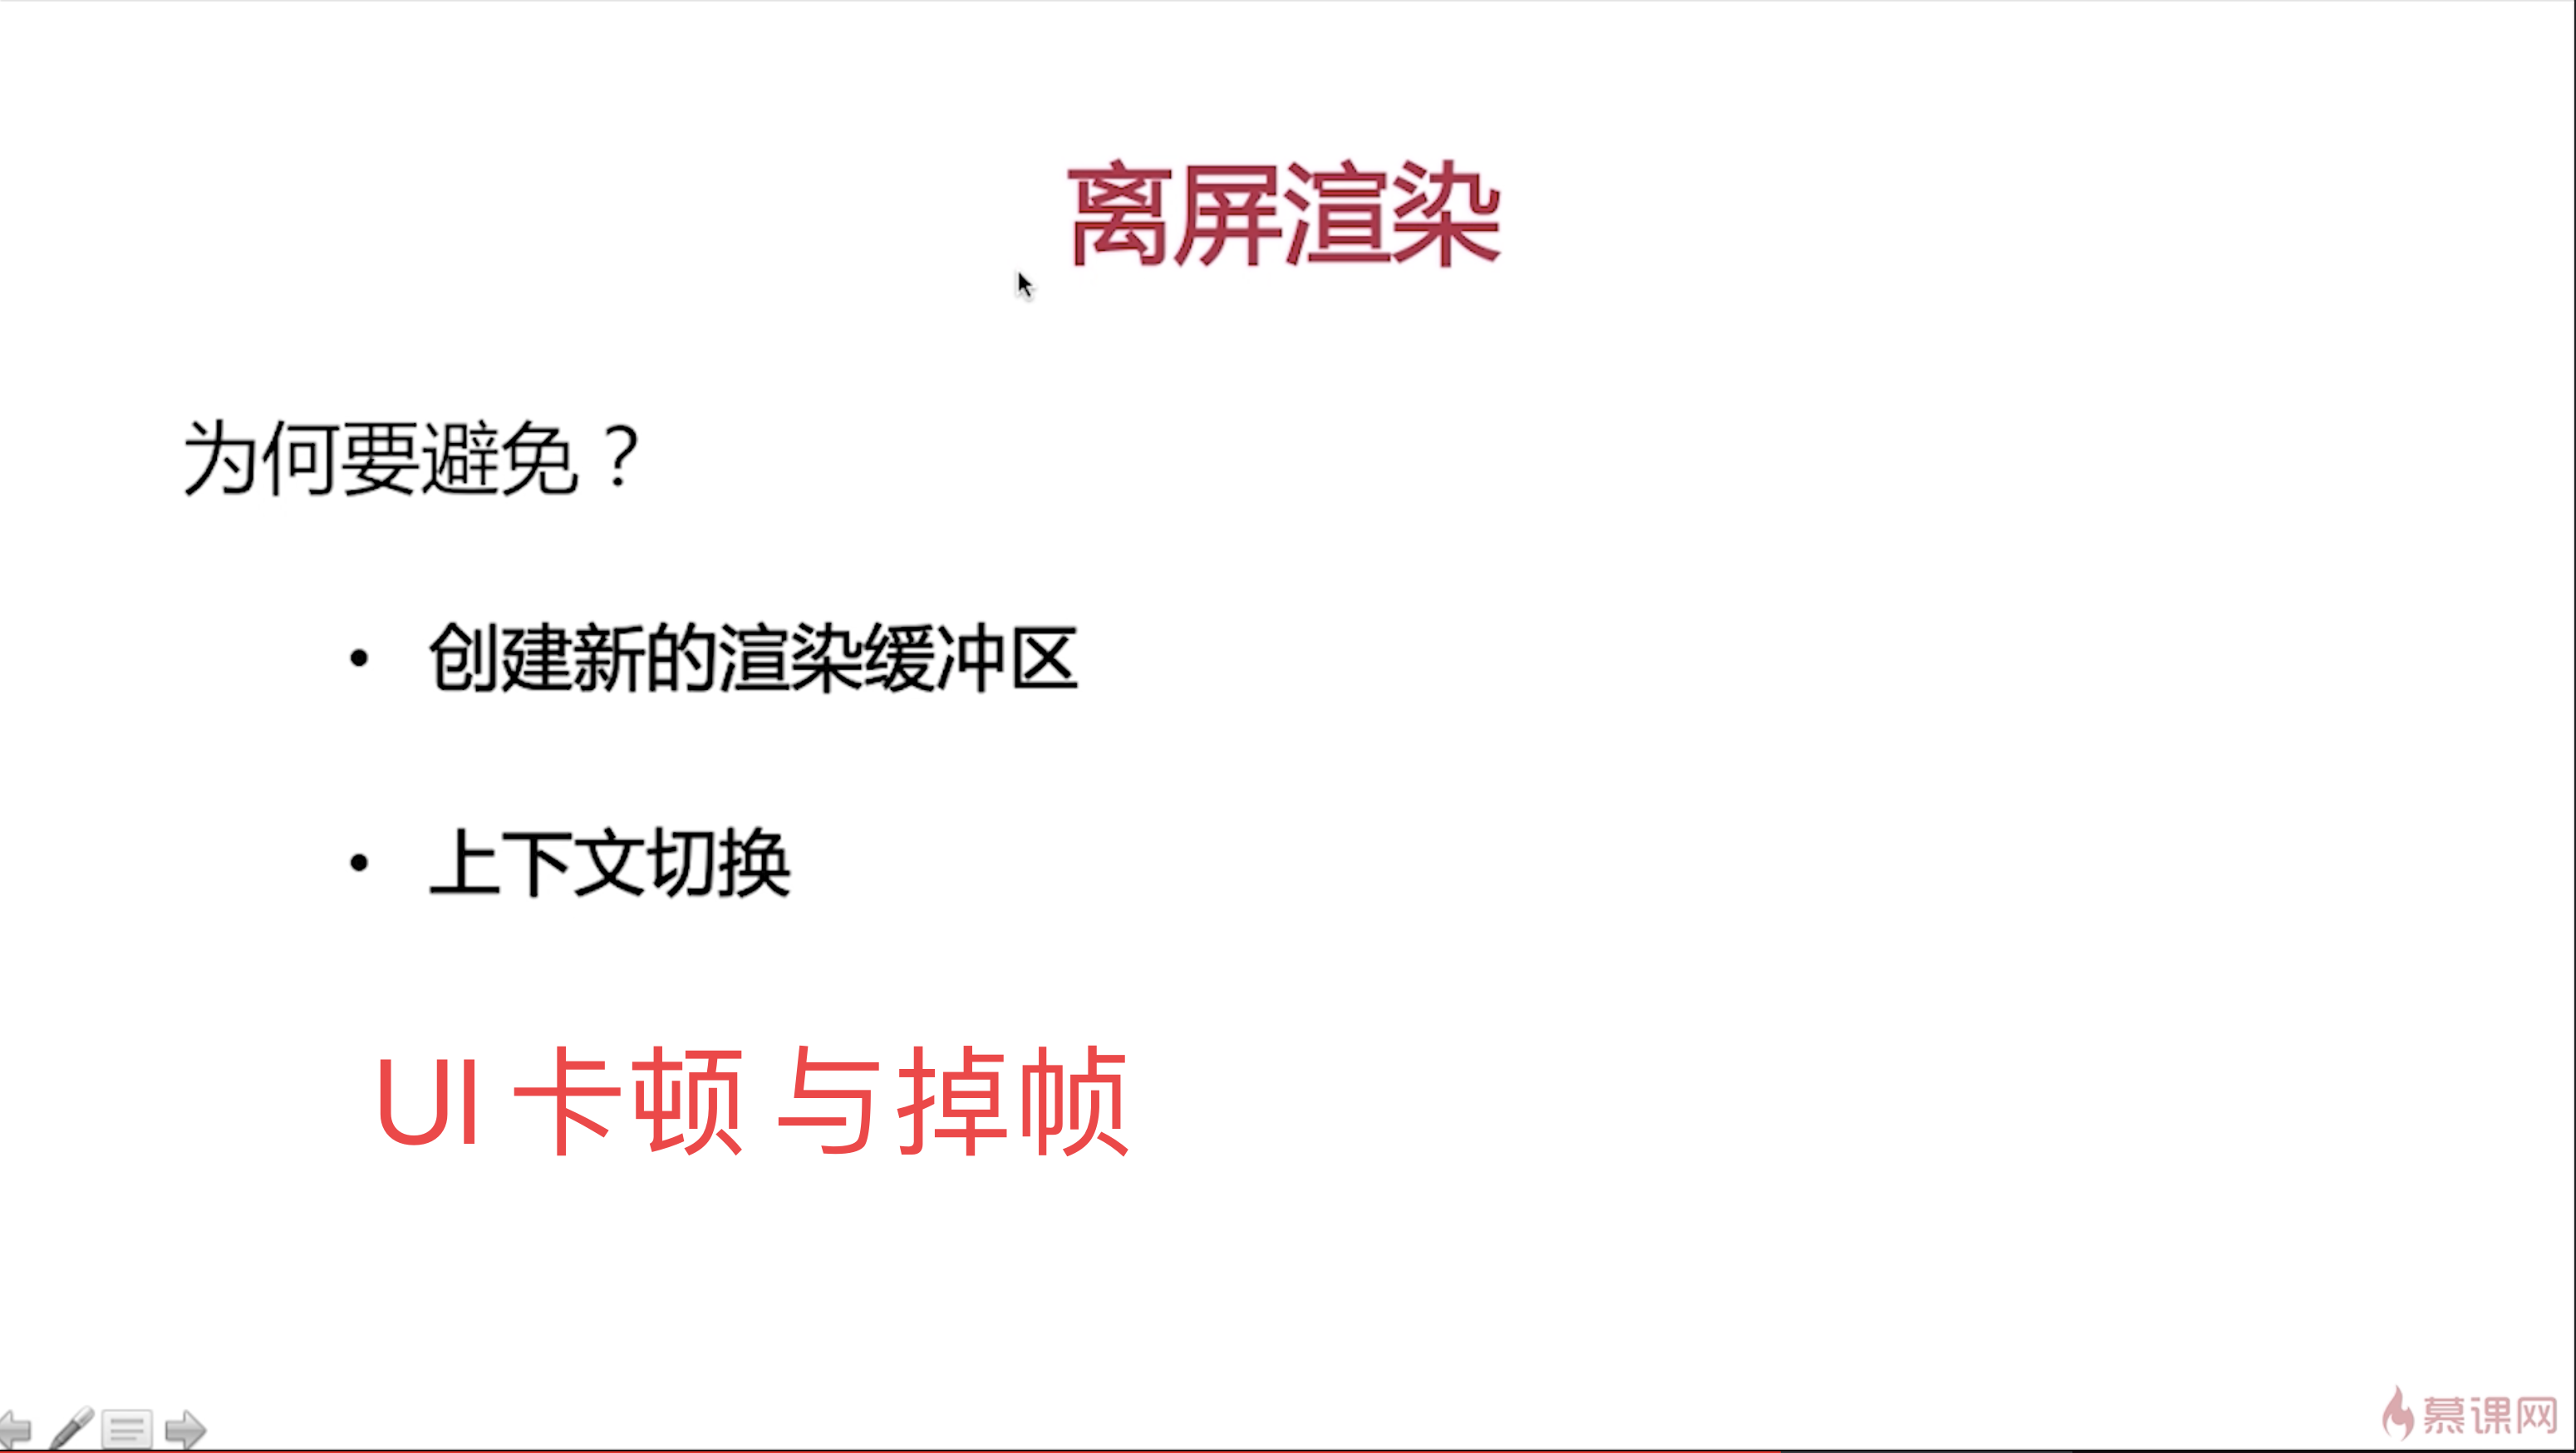 离屏渲染
为何要避免？
• 创建新的渲染缓冲区
• 上下文切换
UI 卡顿 与 掉帧
慕课网